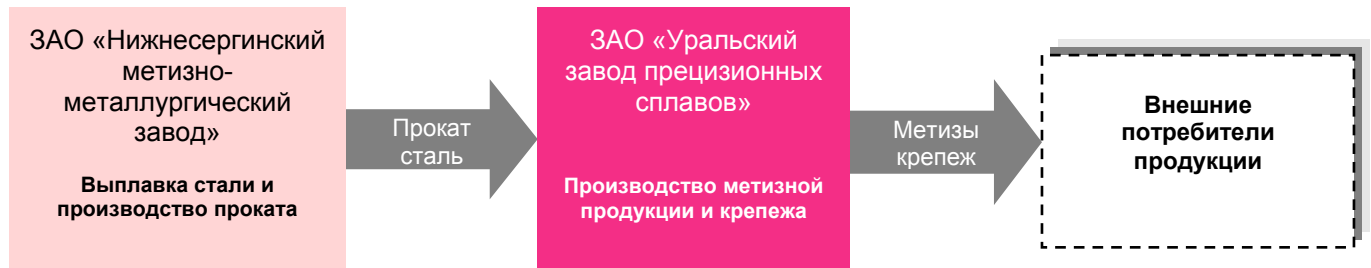 ЗАО «Нижнесергинский
метизно-
металлургический
завод»
Выплавка стали и
производство проката
Прокат
сталь
ЗАО «Уральский
завод прецизионных
сплавов»
Производство метизной
продукции и крепежа
Метизы
крепеж
Внешние
потребители
продукции